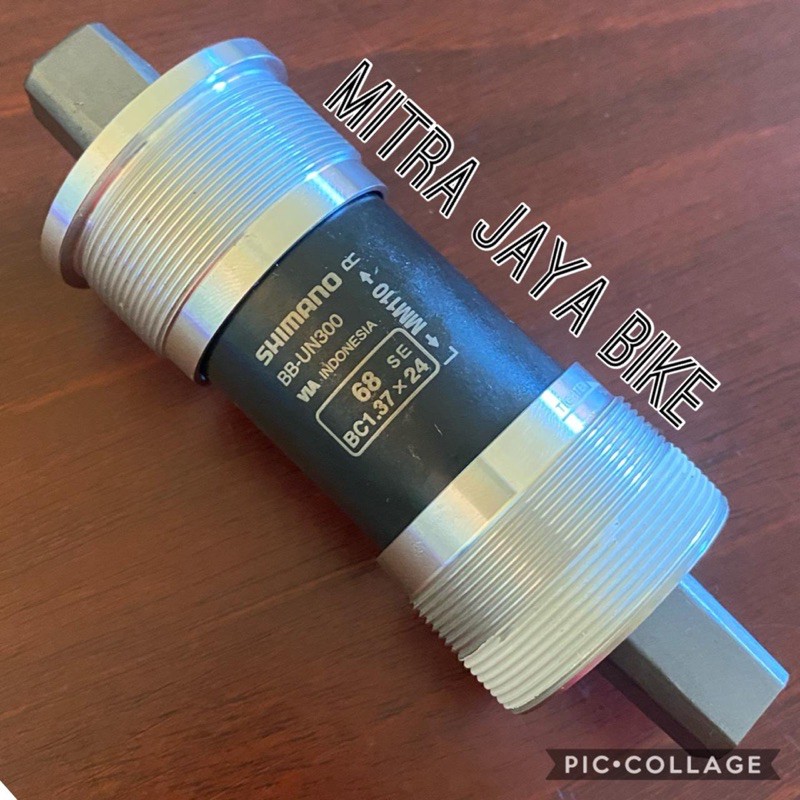 MITRA JAYA BIKE
SHIMANO
BB-UN300
VIA INDONESIA
68 SE
BC1.37 × 24
R
MM110
L
PIC•COLLAGE